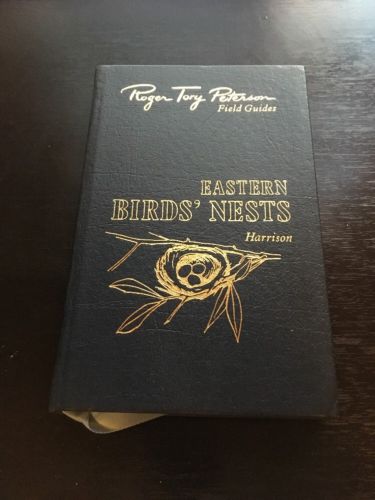 Roger Tory Peterson
Field Guides
EASTERN
BIRDS' NESTS
Harrison